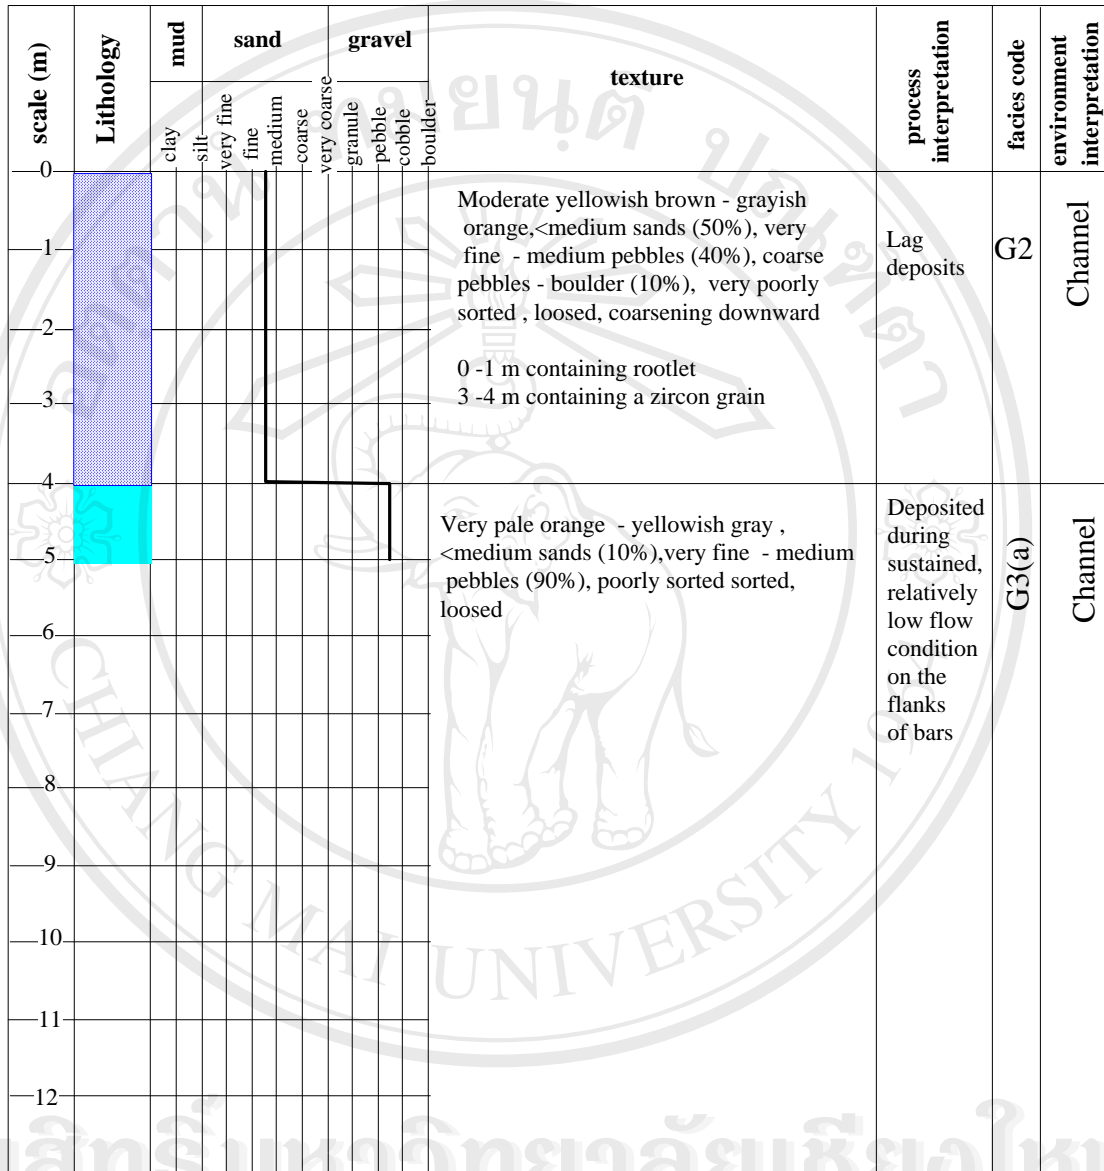 scale (m)
Lithology
mud
sand
gravel
clay
silt
very fine
fine
medium
coarse
very coarse
granule
pebble
cobble
boulder
texture
process
interpretation
facies code
environment
interpretation
0
1
2
3
4
5
6
7
8
9
10
11
12
Moderate yellowish brown - grayish
orange,<medium sands (50%), very
fine - medium pebbles (40%), coarse
pebbles - boulder (10%), very poorly
sorted , loosed, coarsening downward
0 -1 m containing rootlet
3 -4 m containing a zircon grain
Lag
deposits
G2
Channel
Very pale orange - yellowish gray ,
<medium sands (10%),very fine - medium
pebbles (90%), poorly sorted sorted,
loosed
Deposited
during
sustained,
relatively
low flow
condition
on the
flanks
of bars
G3(a)
Channel
CHIANG MAI UNIVERSITY 1964